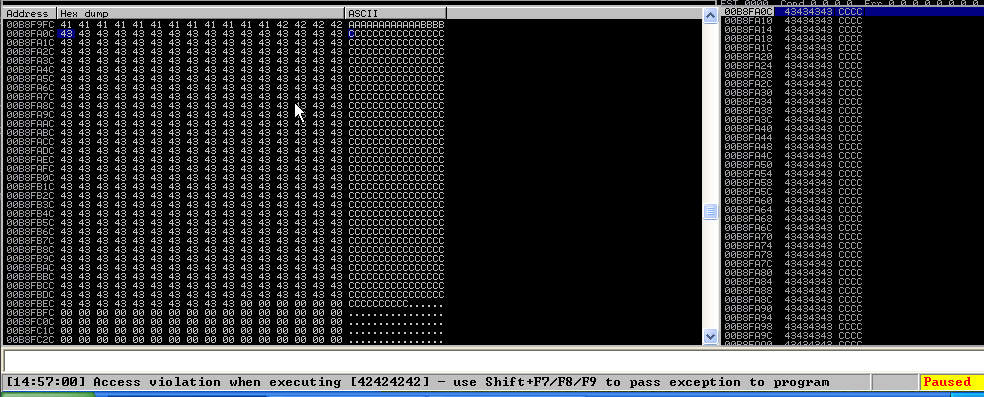 Address Hex dump ASCII
00B8F9FC 41 41 41 41 41 41 41 41 41 41 41 41 42 42 42 42 AAAAAAAAAAAABBBB
00B8FA0C 43 43 43 43 43 43 43 43 43 43 43 43 43 43 43 43 CCCCCCCCCCCCCCCC
00B8FA1C 43 43 43 43 43 43 43 43 43 43 43 43 43 43 43 43 CCCCCCCCCCCCCCCC
00B8FA2C 43 43 43 43 43 43 43 43 43 43 43 43 43 43 43 43 CCCCCCCCCCCCCCCC
00B8FA3C 43 43 43 43 43 43 43 43 43 43 43 43 43 43 43 43 CCCCCCCCCCCCCCCC
00B8FA4C 43 43 43 43 43 43 43 43 43 43 43 43 43 43 43 43 CCCCCCCCCCCCCCCC
00B8FA5C 43 43 43 43 43 43 43 43 43 43 43 43 43 43 43 43 CCCCCCCCCCCCCCCC
00B8FA6C 43 43 43 43 43 43 43 43 43 43 43 43 43 43 43 43 CCCCCCCCCCCCCCCC
00B8FA7C 43 43 43 43 43 43 43 43 43 43 43 43 43 43 43 43 CCCCCCCCCCCCCCCC
00B8FA8C 43 43 43 43 43 43 43 43 43 43 43 43 43 43 43 43 CCCCCCCCCCCCCCCC
00B8FA9C 43 43 43 43 43 43 43 43 43 43 43 43 43 43 43 43 CCCCCCCCCCCCCCCC
00B8FAAC 43 43 43 43 43 43 43 43 43 43 43 43 43 43 43 43 CCCCCCCCCCCCCCCC
00B8FABC 43 43 43 43 43 43 43 43 43 43 43 43 43 43 43 43 CCCCCCCCCCCCCCCC
00B8FACC 43 43 43 43 43 43 43 43 43 43 43 43 43 43 43 43 CCCCCCCCCCCCCCCC
00B8FADC 43 43 43 43 43 43 43 43 43 43 43 43 43 43 43 43 CCCCCCCCCCCCCCCC
00B8FAEC 43 43 43 43 43 43 43 43 43 43 43 43 43 43 43 43 CCCCCCCCCCCCCCCC
00B8FAFC 43 43 43 43 43 43 43 43 43 43 43 43 43 43 43 43 CCCCCCCCCCCCCCCC
00B8FB0C 43 43 43 43 43 43 43 43 43 43 43 43 43 43 43 43 CCCCCCCCCCCCCCCC
00B8FB1C 43 43 43 43 43 43 43 43 43 43 43 43 43 43 43 43 CCCCCCCCCCCCCCCC
00B8FB2C 43 43 43 43 43 43 43 43 43 43 43 43 43 43 43 43 CCCCCCCCCCCCCCCC
00B8FB3C 43 43 43 43 43 43 43 43 43 43 43 43 43 43 43 43 CCCCCCCCCCCCCCCC
00B8FB4C 43 43 43 43 43 43 43 43 43 43 43 43 43 43 43 43 CCCCCCCCCCCCCCCC
00B8FB5C 43 43 43 43 43 43 43 43 43 43 43 43 43 43 43 43 CCCCCCCCCCCCCCCC
00B8FB6C 43 43 43 43 43 43 43 43 43 43 43 43 43 43 43 43 CCCCCCCCCCCCCCCC
00B8FB7C 43 43 43 43 43 43 43 43 43 43 43 43 43 43 43 43 CCCCCCCCCCCCCCCC
00B8FB8C 43 43 43 43 43 43 43 43 43 43 43 43 43 43 43 43 CCCCCCCCCCCCCCCC
00B8FB9C 43 43 43 43 43 43 43 43 43 43 43 43 43 43 43 43 CCCCCCCCCCCCCCCC
00B8FBAC 43 43 43 43 43 43 43 43 43 43 43 43 43 43 43 43 CCCCCCCCCCCCCCCC
00B8FBBC 43 43 43 43 43 43 43 43 43 43 43 43 43 43 43 43 CCCCCCCCCCCCCCCC
00B8FBCC 43 43 43 43 43 43 43 43 43 43 43 43 43 43 43 43 CCCCCCCCCCCCCCCC
00B8FBDC 43 43 43 43 43 43 43 43 43 43 43 43 43 43 43 43 CCCCCCCCCCCCCCCC
00B8FBEC 43 43 43 43 43 43 43 43 43 43 00 00 00 00 00 00 CCCCCCCCCC......
00B8FBFC 00 00 00 00 00 00 00 00 00 00 00 00 00 00 00 00 ................
00B8FC0C 00 00 00 00 00 00 00 00 00 00 00 00 00 00 00 00 ................
00B8FC1C 00 00 00 00 00 00 00 00 00 00 00 00 00 00 00 00 ................
00B8FC2C 00 00 00 00 00 00 00 00 00 00 00 00 00 00 00 00 ................
00B8FA0C 43434343 CCCC
00B8FA10 43434343 CCCC
00B8FA14 43434343 CCCC
00B8FA18 43434343 CCCC
00B8FA1C 43434343 CCCC
00B8FA20 43434343 CCCC
00B8FA24 43434343 CCCC
00B8FA28 43434343 CCCC
00B8FA2C 43434343 CCCC
00B8FA30 43434343 CCCC
00B8FA34 43434343 CCCC
00B8FA38 43434343 CCCC
00B8FA3C 43434343 CCCC
00B8FA40 43434343 CCCC
00B8FA44 43434343 CCCC
00B8FA48 43434343 CCCC
00B8FA4C 43434343 CCCC
00B8FA50 43434343 CCCC
00B8FA54 43434343 CCCC
00B8FA58 43434343 CCCC
00B8FA5C 43434343 CCCC
00B8FA60 43434343 CCCC
00B8FA64 43434343 CCCC
00B8FA68 43434343 CCCC
00B8FA6C 43434343 CCCC
00B8FA70 43434343 CCCC
00B8FA74 43434343 CCCC
00B8FA78 43434343 CCCC
00B8FA7C 43434343 CCCC
00B8FA80 43434343 CCCC
00B8FA84 43434343 CCCC
00B8FA88 43434343 CCCC
00B8FA8C 43434343 CCCC
00B8FA90 43434343 CCCC
00B8FA94 43434343 CCCC
00B8FA98 43434343 CCCC
00B8FA9C 43434343 CCCC
00B8FAA0 43434343 CCCC
[14:57:00] Access violation when executing [42424242] - use Shift+F7/F8/F9 to pass exception to program
Paused